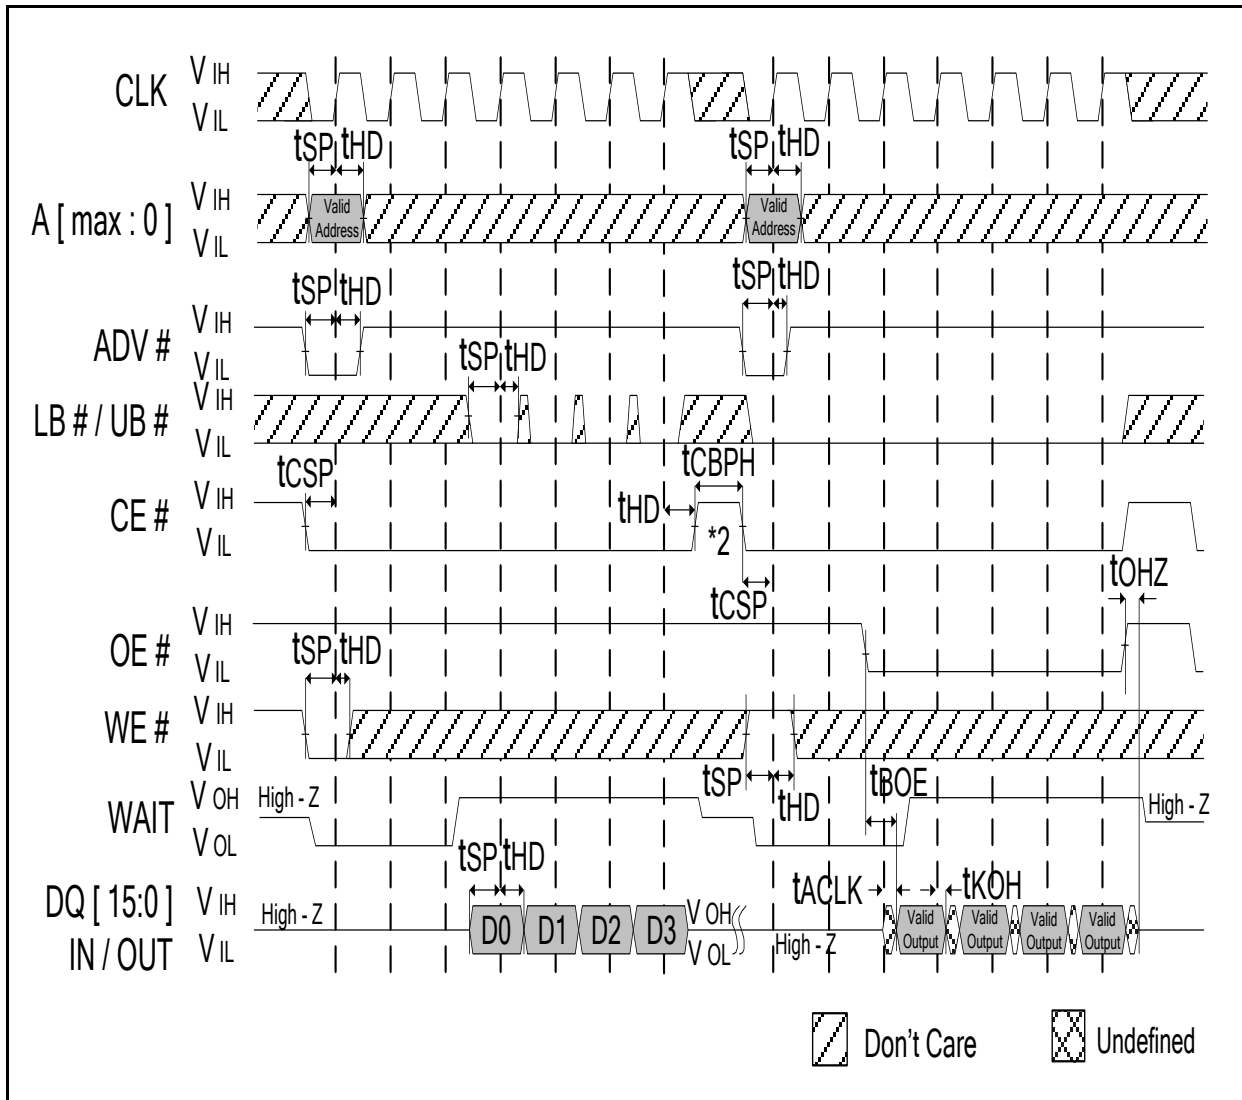 CLK V IH
V IL
tSP tHD tSP tHD
A [ max : 0 ] V IH
V IL
Valid Address Valid Address
tSP tHD tSP tHD
ADV # V IH
V IL
tSP tHD
LB # / UB # V IH
V IL
tCSP tCBPH
CE # V IH
V IL
tHD *2
tCSP tOHZ
OE # V IH
V IL
tSP tHD
WE # V IH
V IL
tSP tHD tBOE
WAIT V OH High - Z High - Z
V OL
tSP tHD tACLK tKOH
DQ [ 15:0 ] V IH High - Z D0 D1 D2 D3 V OH High - Z Valid Output Valid Output Valid Output Valid Output
IN / OUT V IL V OL
Don't Care Undefined